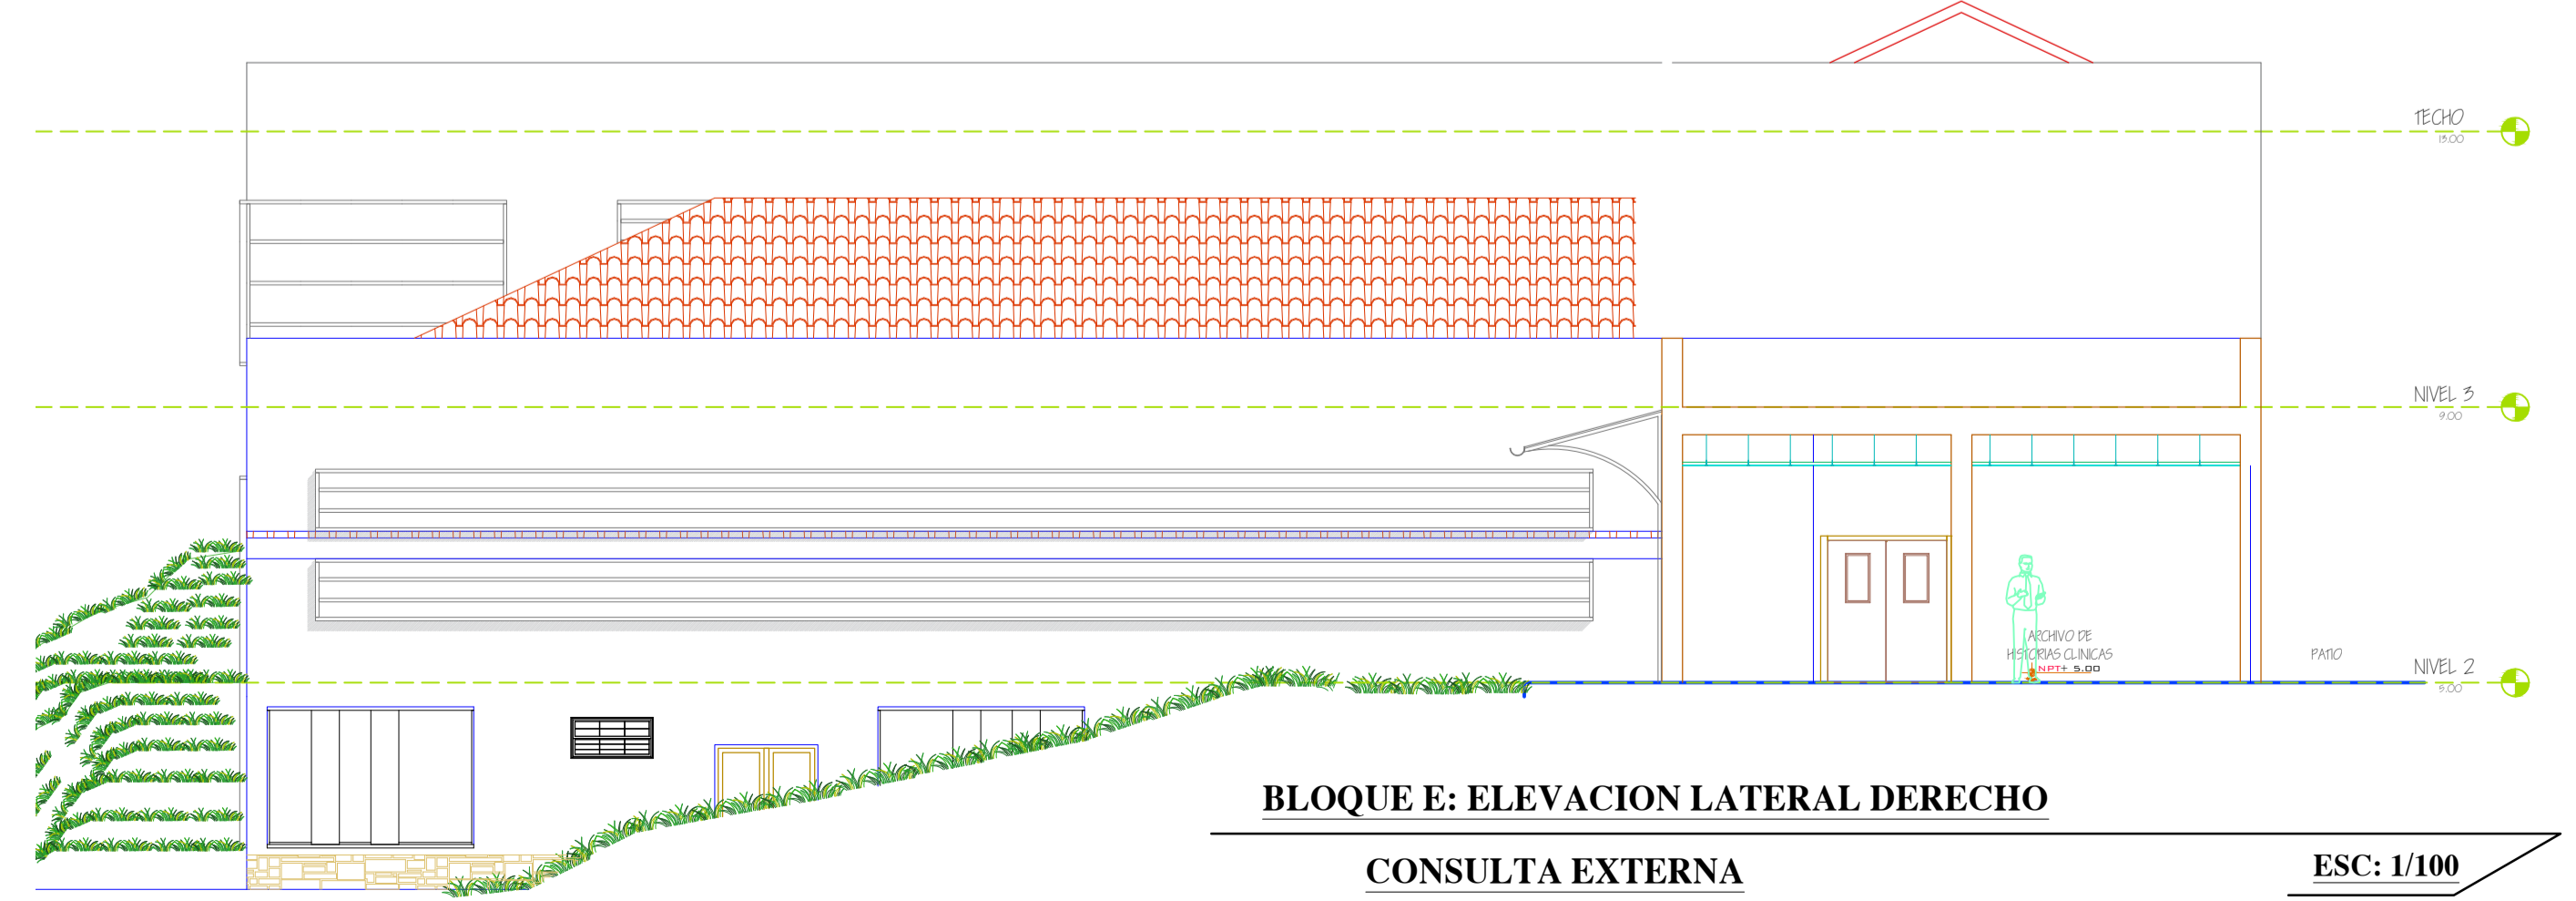 TECHO
13.00
NIVEL 3
9.00
ARCHIVO DE
HISTORIAS CLINICAS
NPT+ 5.00
PATIO
NIVEL 2
5.00
BLOQUE E: ELEVACION LATERAL DERECHO
CONSULTA EXTERNA
ESC: 1/100